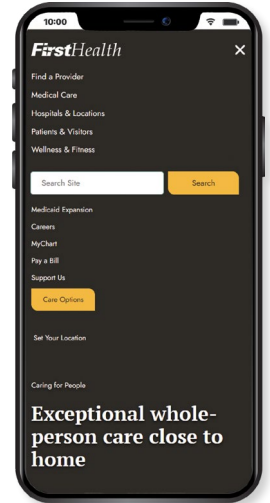 10:00
FirstHealth
Find a Provider
Medical Care
Hospitals & Locations
Patients & Visitors
Wellness & Fitness
Search Site
Search
Medicaid Expansion
Careers
MyChart
Pay a Bill
Support Us
Care Options
Set Your Location
Caring for People
Exceptional whole-
person care close to
home